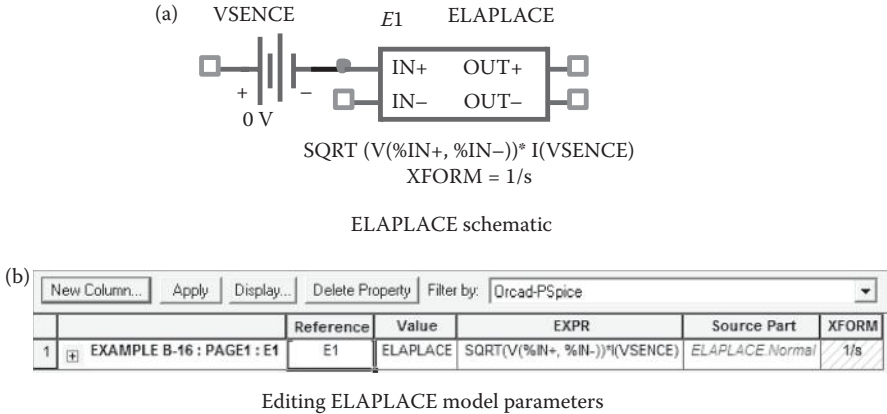 (a) VSENCE E1 ELAPLACE
IN+ OUT+
+ – IN– OUT–
0 V
SQRT (V(%IN+, %IN–))* I(VSENCE)
XFORM = 1/s
ELAPLACE schematic
(b)
New Column... Apply Display... Delete Property Filter by: Orcad-PSpice
Reference Value EXPR Source Part XFORM
1 + EXAMPLE B-16 : PAGE1 : E1 E1 ELAPLACE SQRT(V(%IN+, %IN-))*I(VSENCE) ELAPLACE.Normal 1/s
Editing ELAPLACE model parameters